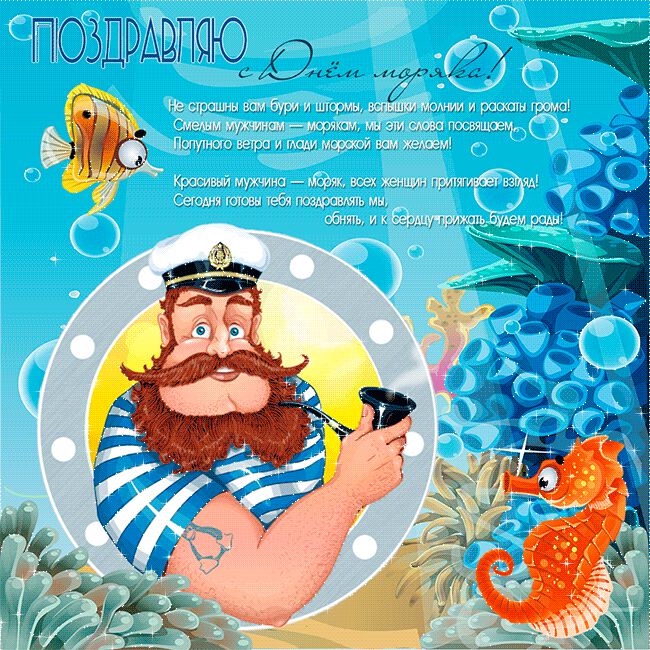 ПОЗДРАВЛЯЮ
с Днём моряка!
Не страшны вам бури и штормы, вспышки молнии и раскаты грома!
Смелым мужчинам — морякам, мы эти слова посвящаем,
Попутного ветра и глади морской вам желаем!
Красивый мужчина — моряк, всех женщин притягивает взгляд!
Сегодня готовы тебя поздравлять мы,
обнять, и к сердцу прижать будем рады!